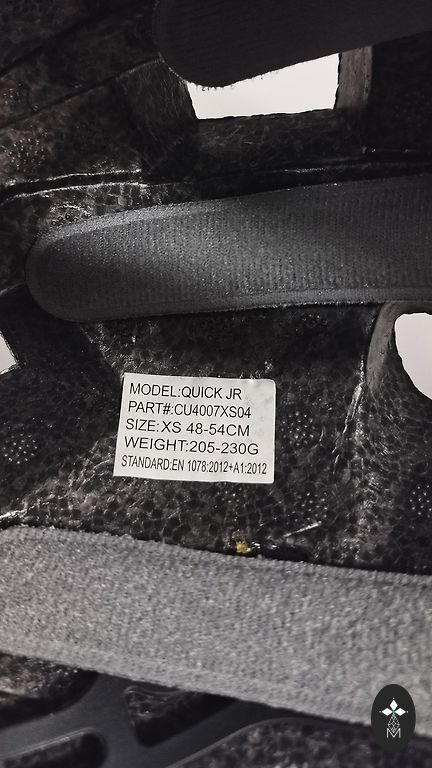 MODEL:QUICK JR
PART#:CU4007XS04
SIZE:XS 48-54CM
WEIGHT:205-230G
STANDARD:EN 1078:2012+A1:2012
M